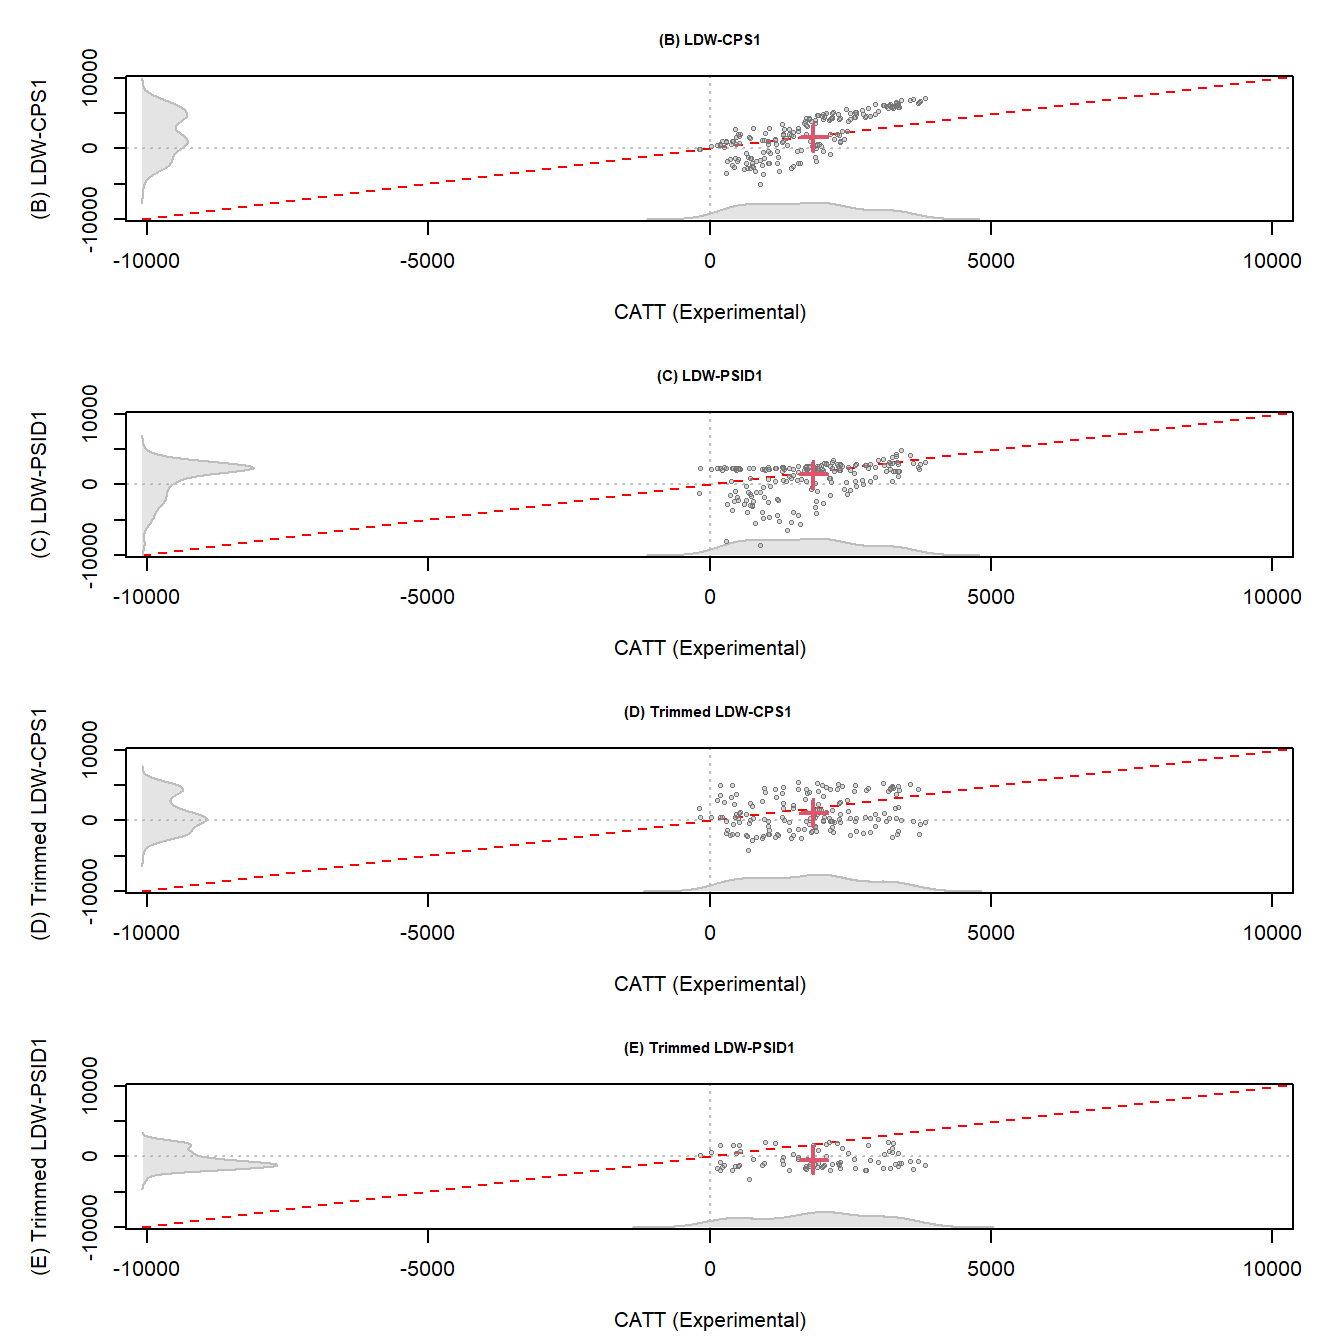 (B) LDW-CPS1
(B) LDW-CPS1
10000
0
-10000
-10000 -5000 0 5000 10000
CATT (Experimental)
(C) LDW-PSID1
(C) LDW-PSID1
10000
0
-10000
-10000 -5000 0 5000 10000
CATT (Experimental)
(D) Trimmed LDW-CPS1
(D) Trimmed LDW-CPS1
10000
0
-10000
-10000 -5000 0 5000 10000
CATT (Experimental)
(E) Trimmed LDW-PSID1
(E) Trimmed LDW-PSID1
10000
0
-10000
-10000 -5000 0 5000 10000
CATT (Experimental)